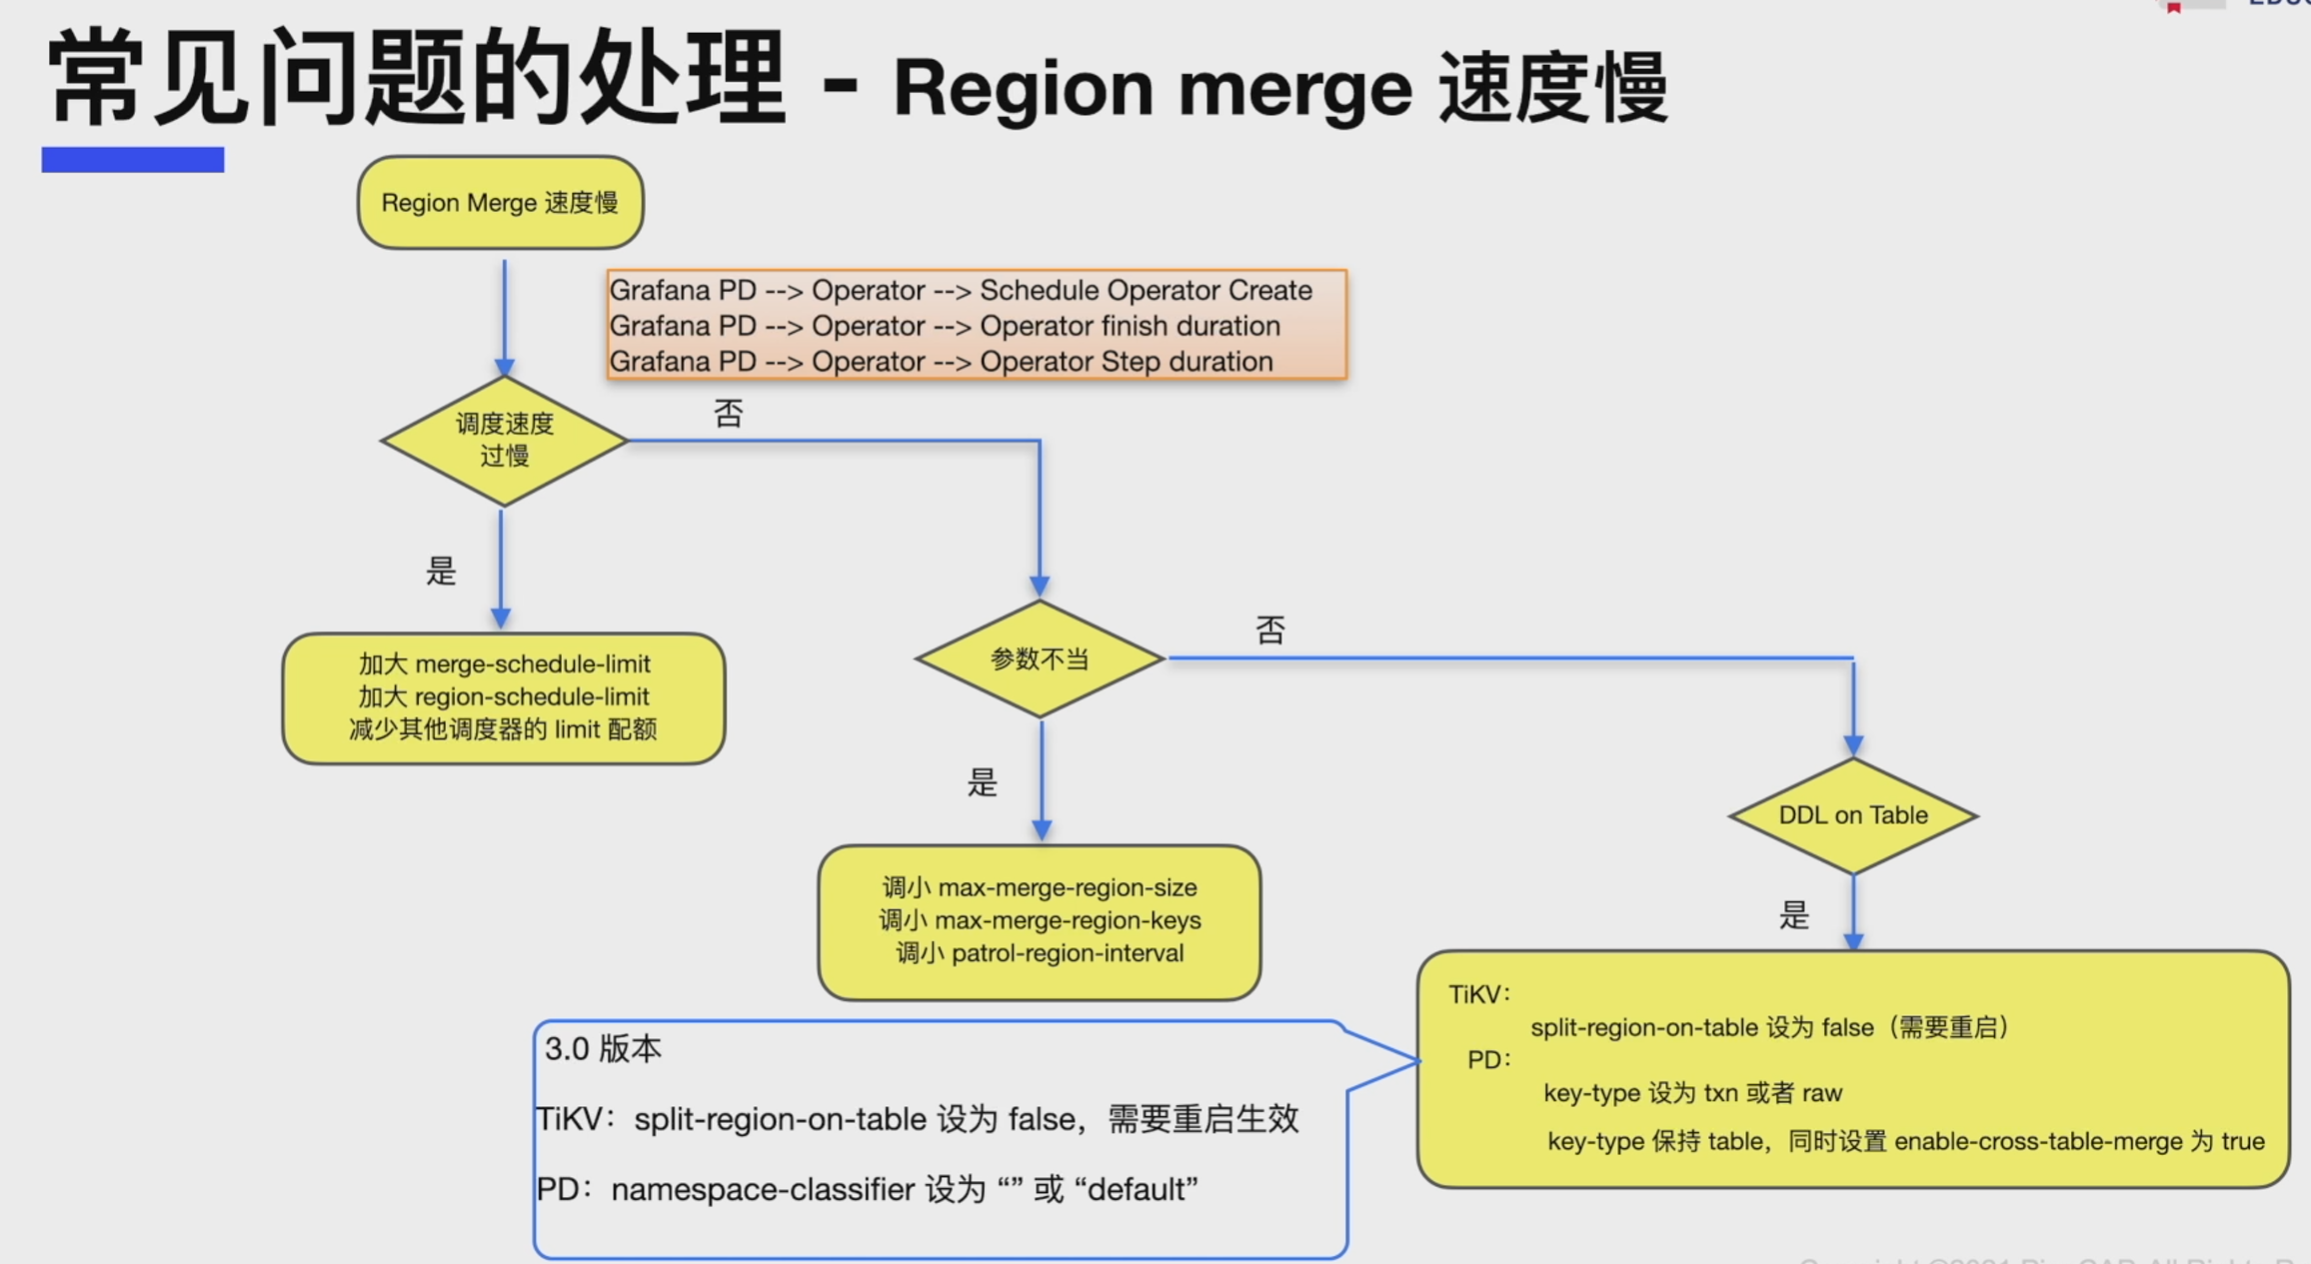 常见问题的处理 - Region merge 速度慢
Region Merge 速度慢
Grafana PD --> Operator --> Schedule Operator Create
Grafana PD --> Operator --> Operator finish duration
Grafana PD --> Operator --> Operator Step duration
调度速度
过慢
否
是
加大 merge-schedule-limit
加大 region-schedule-limit
减少其他调度器的 limit 配额
参数不当
否
是
调小 max-merge-region-size
调小 max-merge-region-keys
调小 patrol-region-interval
DDL on Table
是
TiKV：
split-region-on-table 设为 false（需要重启）
PD：
key-type 设为 txn 或者 raw
key-type 保持 table，同时设置 enable-cross-table-merge 为 true
3.0 版本
TiKV：split-region-on-table 设为 false，需要重启生效
PD：namespace-classifier 设为 “” 或 “default”